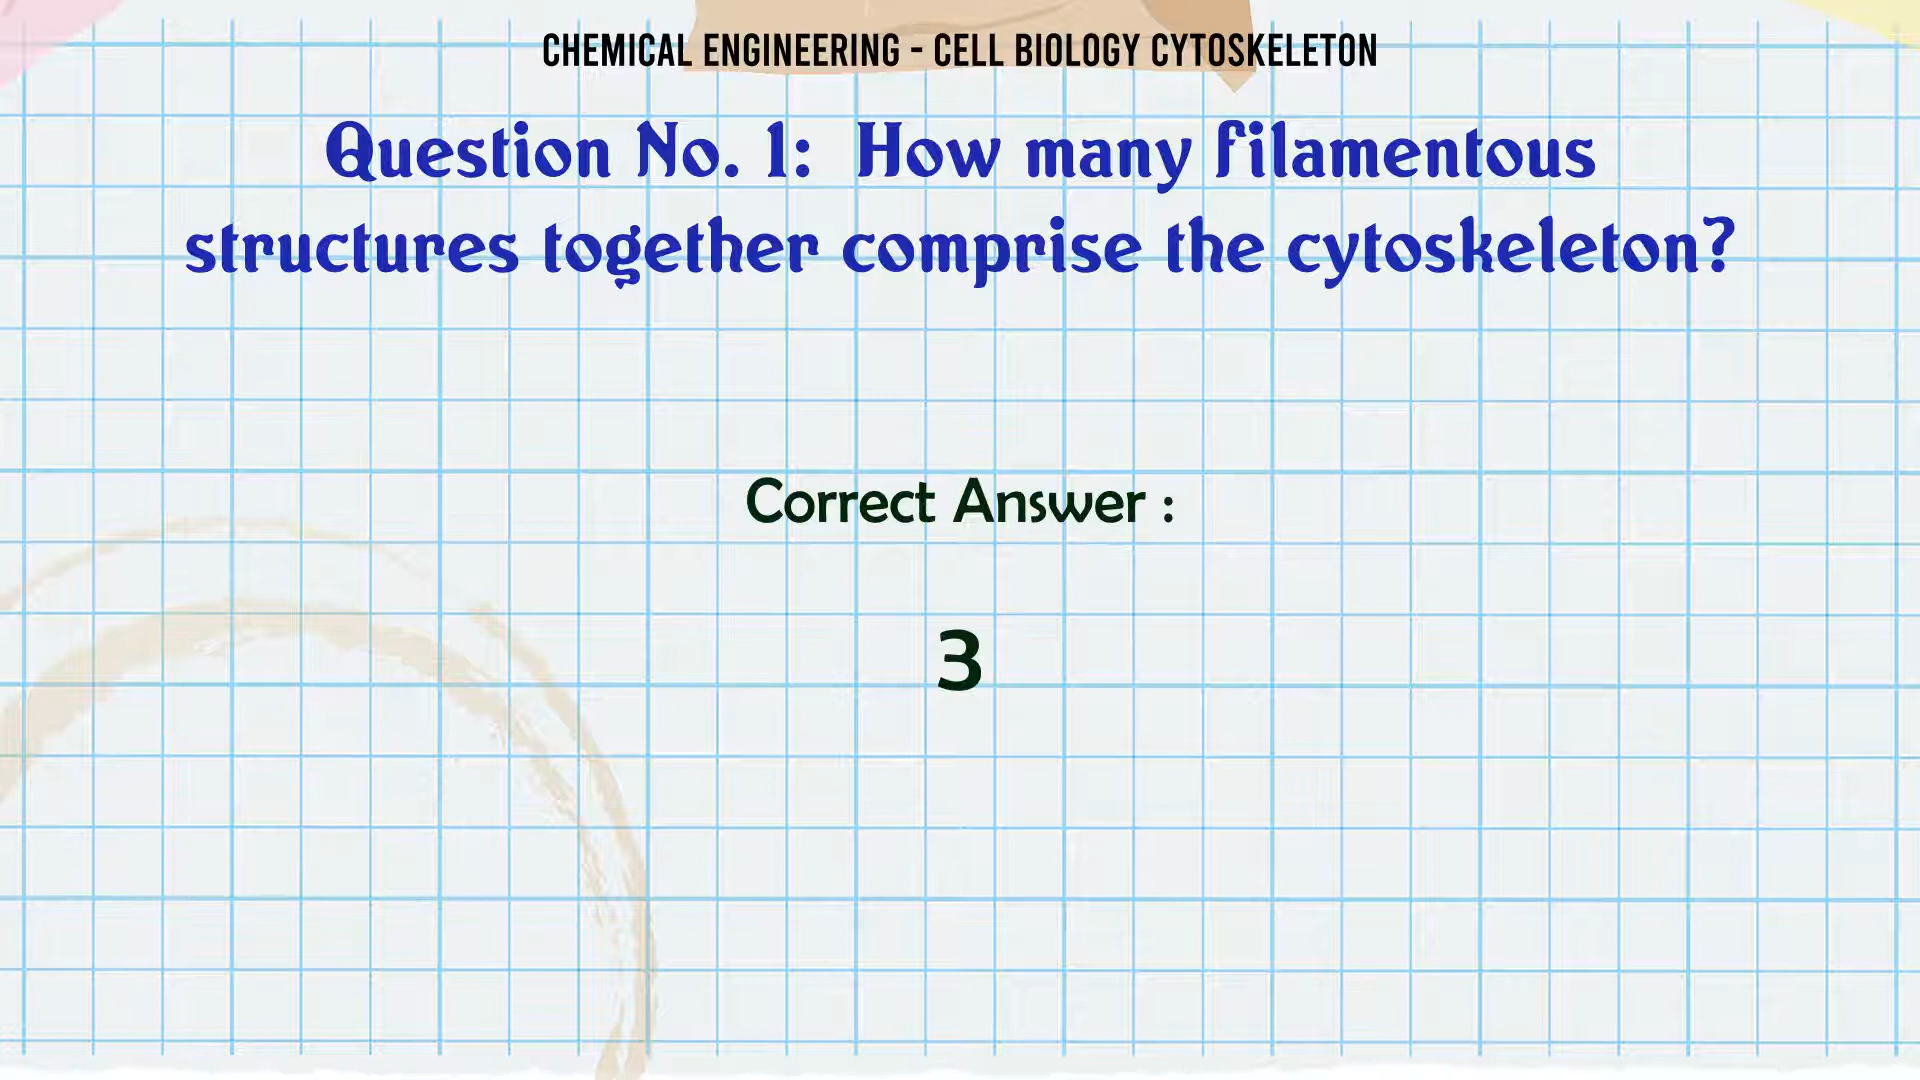 CHEMICAL ENGINEERING - CELL BIOLOGY CYTOSKELETON
Question No. 1: How many filamentous
structures together comprise the cytoskeleton?
Correct Answer :
3